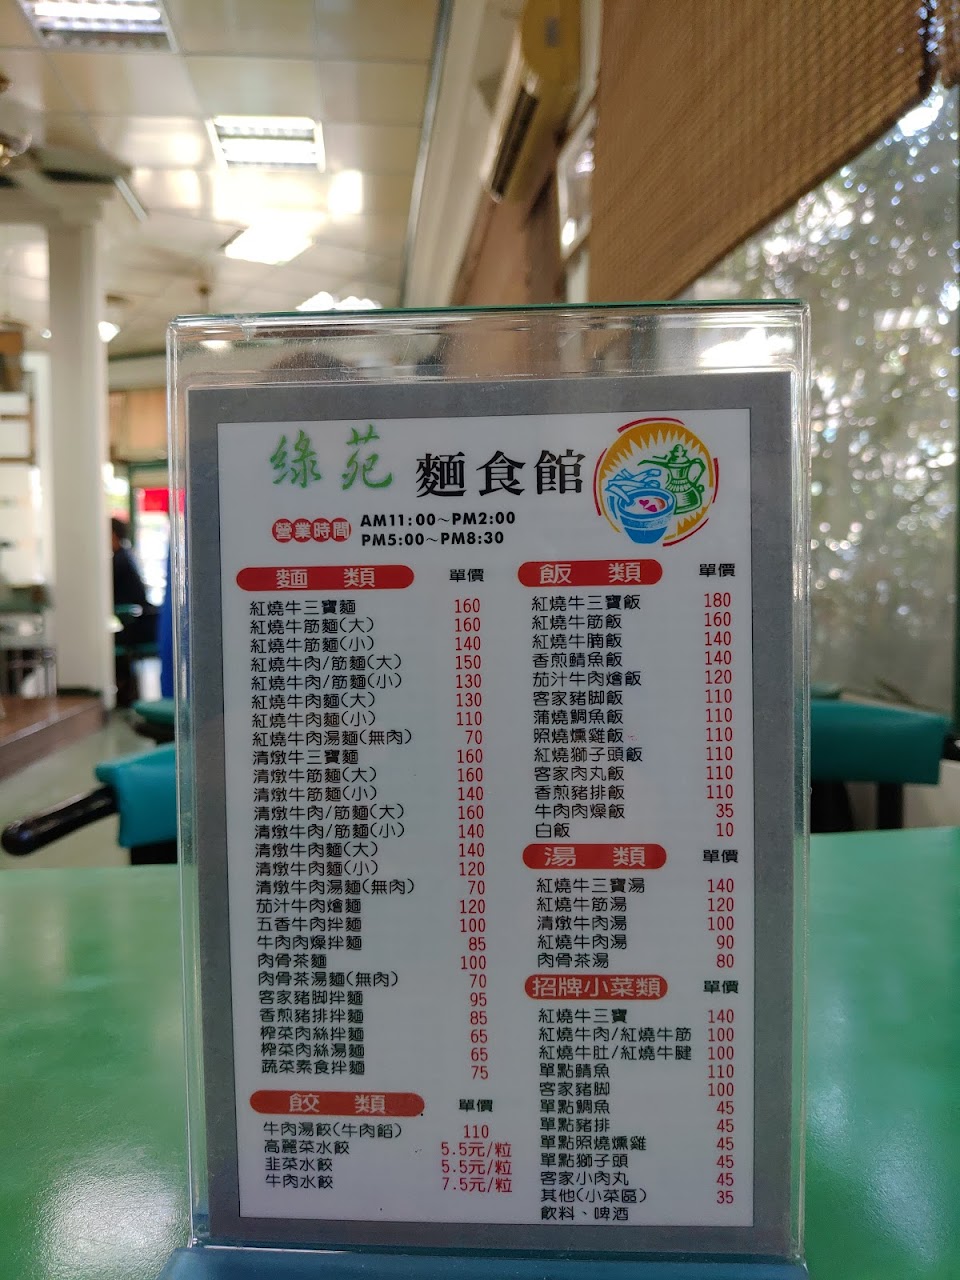 綠苑 麵食館
營業時間 AM11:00~PM2:00
PM5:00~PM8:30
麵類 單價
紅燒牛三寶麵 160
紅燒牛筋麵(大) 160
紅燒牛筋麵(小) 140
紅燒牛肉/筋麵(大) 150
紅燒牛肉/筋麵(小) 130
紅燒牛肉麵(大) 130
紅燒牛肉麵(小) 110
紅燒牛肉湯麵(無肉) 70
清燉牛三寶麵 160
清燉牛筋麵(大) 160
清燉牛筋麵(小) 140
清燉牛肉/筋麵(大) 160
清燉牛肉/筋麵(小) 140
清燉牛肉麵(大) 140
清燉牛肉麵(小) 120
清燉牛肉湯麵(無肉) 70
茄汁牛肉燴麵 120
五香牛肉拌麵 100
牛肉肉燥麵 85
肉骨茶麵 100
肉骨茶湯麵(無肉) 70
客家豬脚拌麵 95
香煎豬排拌麵 85
榨菜肉絲拌麵 65
榨菜肉絲湯麵 65
蔬菜素食拌麵 75
餃類 單價
牛肉湯餃(牛肉餡) 110
高麗菜水餃 5.5元/粒
韭菜水餃 5.5元/粒
牛肉水餃 7.5元/粒
飯類 單價
紅燒牛三寶飯 180
紅燒牛筋飯 160
紅燒牛腩飯 140
香煎鯖魚飯 140
茄汁牛肉燴飯 120
客家豬脚飯 110
蒲燒鯛魚飯 110
照燒燻雞飯 110
紅燒獅子頭飯 110
客家肉丸飯 110
香煎豬排飯 110
牛肉肉燥飯 35
白飯 10
湯類 單價
紅燒牛三寶湯 140
紅燒牛筋湯 120
清燉牛肉湯 100
紅燒牛肉湯 90
肉骨茶湯 80
招牌小菜類 單價
紅燒牛三寶 140
紅燒牛肉/紅燒牛筋 100
紅燒牛肚/紅燒牛腱 100
單點鯖魚 110
客家豬脚 100
單點鯛魚 45
單點豬排 45
單點照燒燻雞 45
單點獅子頭 45
客家小肉丸 45
其他(小菜區) 35
飲料、啤酒